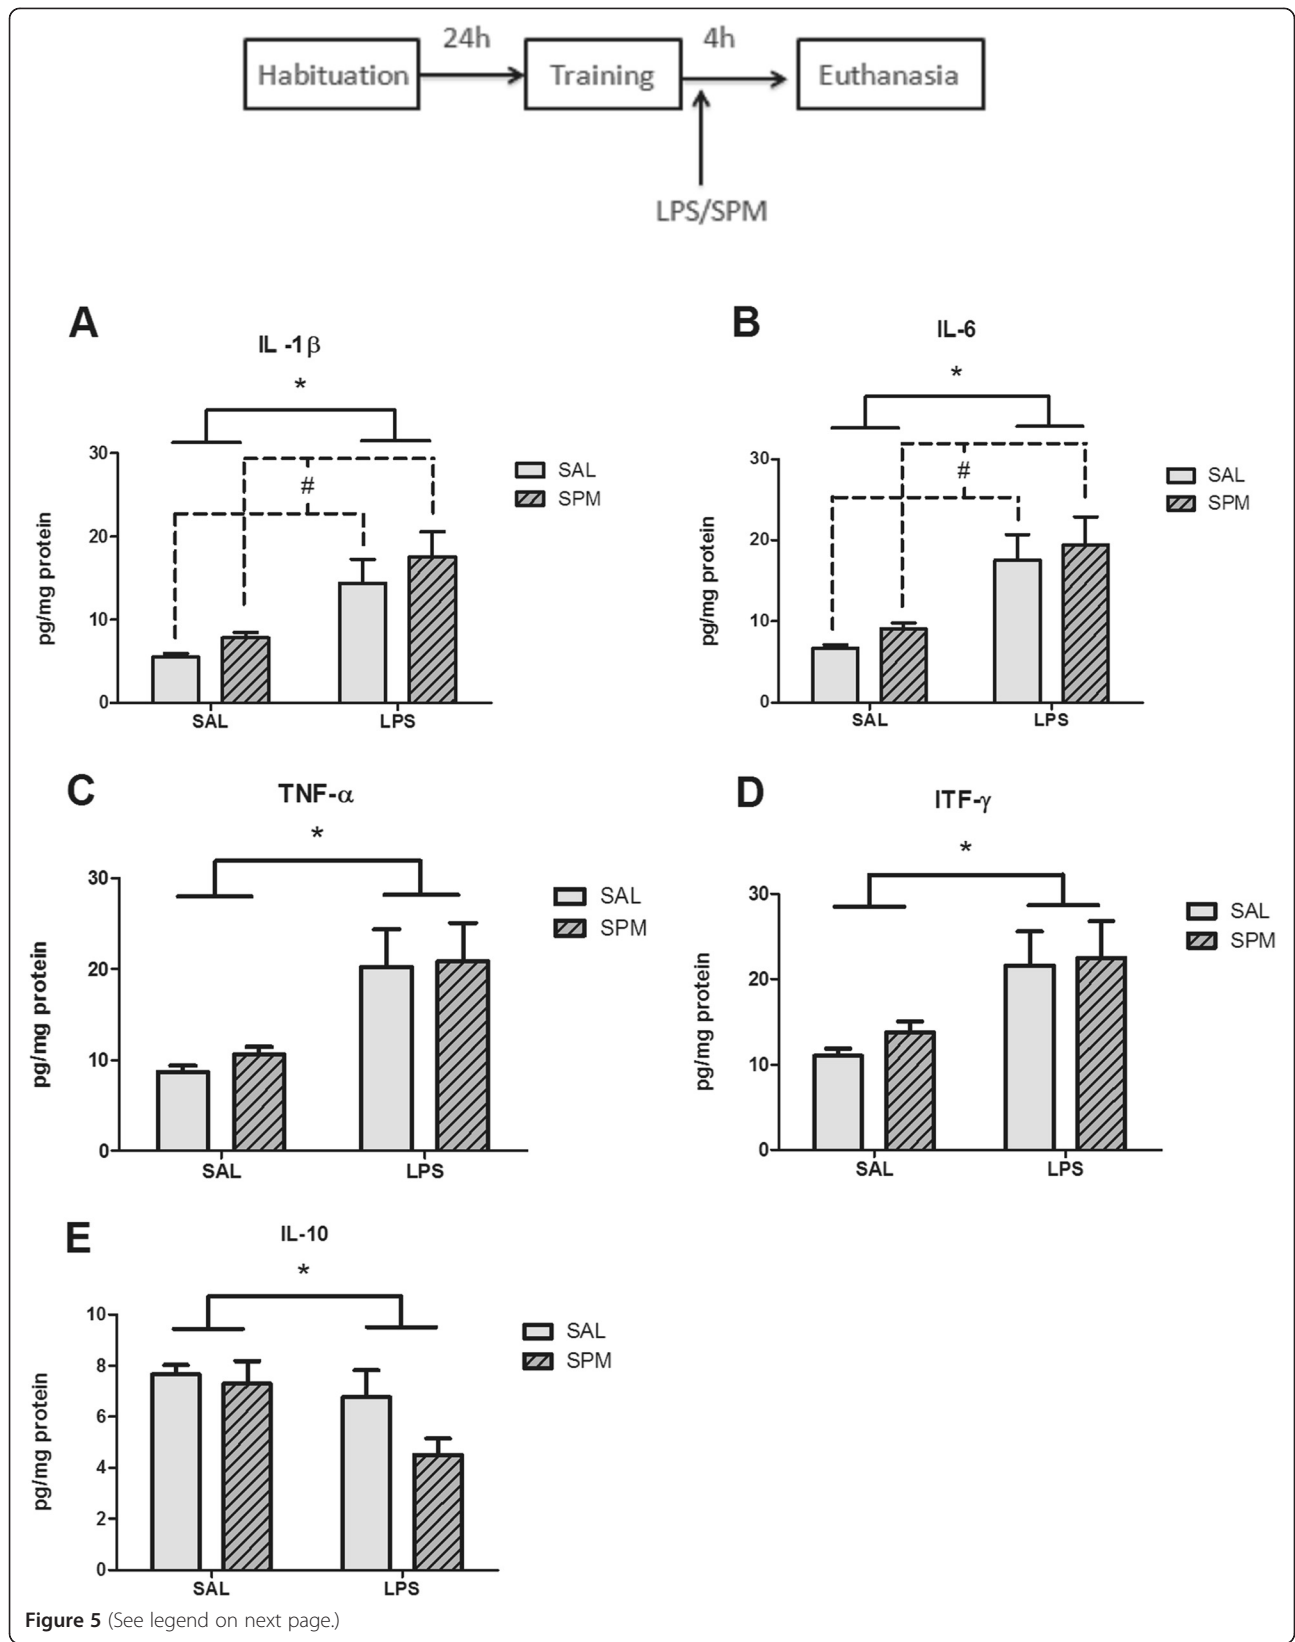 24h 4h
Habituation Training Euthanasia
LPS/SPM
A
IL -1β
*
#
30
20
10
0
pg/mg protein
SAL LPS
SAL
SPM
B
IL-6
*
#
30
20
10
0
pg/mg protein
SAL LPS
SAL
SPM
C
TNF-α
*
30
20
10
0
pg/mg protein
SAL LPS
SAL
SPM
D
ITF-γ
*
30
20
10
0
pg/mg protein
SAL LPS
SAL
SPM
E
IL-10
*
10
8
6
4
2
0
pg/mg protein
SAL LPS
SAL
SPM
Figure 5 (See legend on next page.)